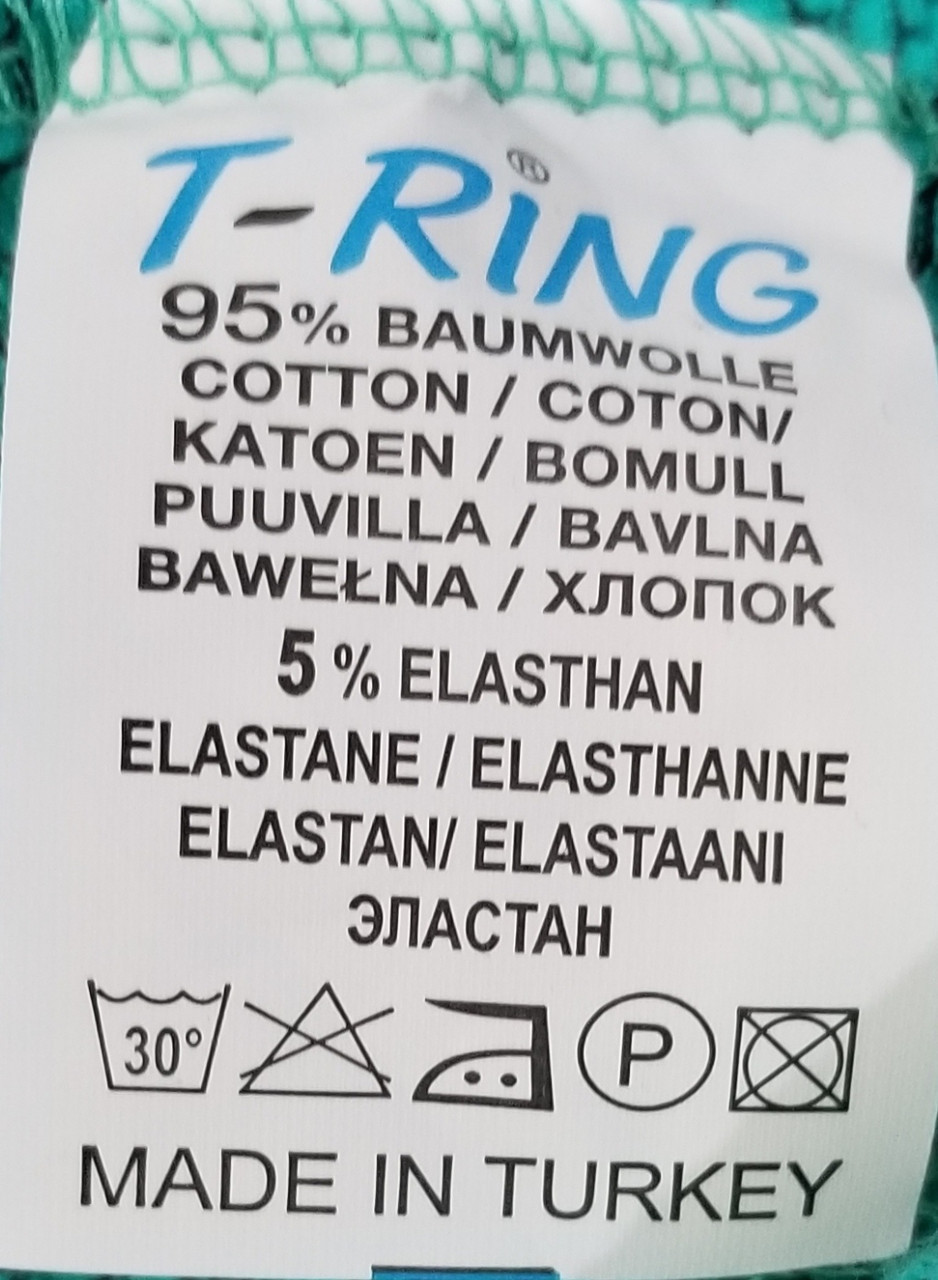 T-RiNG®
95% BAUMWOLLE
COTTON / COTON/
KATOEN / BOMULL
PUUVILLA / BAVLNA
BAWEŁNA / ХЛОПОК
5 % ELASTHAN
ELASTANE / ELASTHANNE
ELASTAN/ ELASTAANI
ЭЛАСТАН
30° P
MADE IN TURKEY